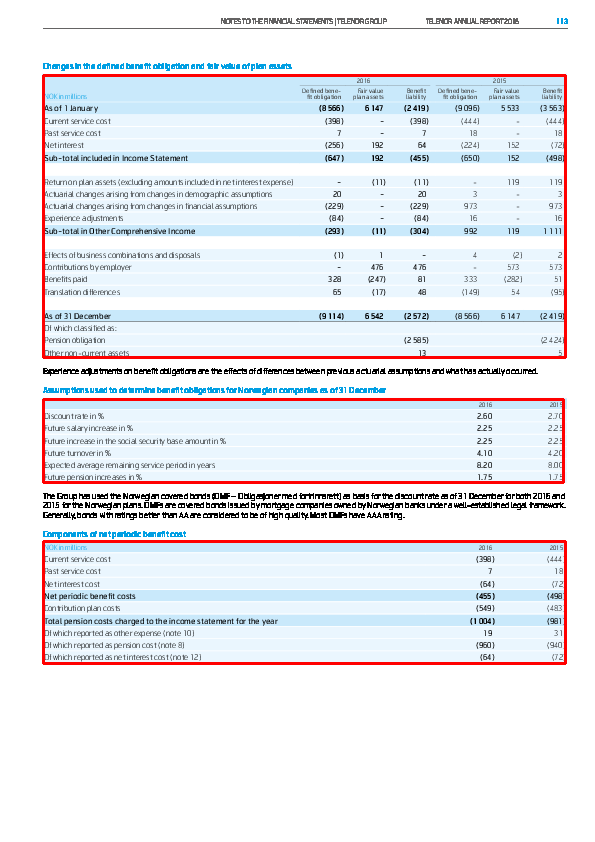 NOTES TO THE FINANCIAL STATEMENTS | TELENOR GROUP TELENOR ANNUAL REPORT 2016 113
Changes in the defined benefit obligation and fair value of plan assets
2016 2015
NOK in millions Defined bene- fit obligation Fair value plan assets Benefit liability Defined bene- fit obligation Fair value plan assets Benefit liability
As of 1 January (8 566) 6 147 (2 419) (9 096) 5 533 (3 563)
Current service cost (398) – (398) (444) – (444)
Past service cost 7 – 7 18 – 18
Net interest (256) 192 64 (224) 152 (72)
Sub-total included in Income Statement (647) 192 (455) (650) 152 (498)
Return on plan assets (excluding amounts included in net interest expense) – (11) (11) – 119 119
Actuarial changes arising from changes in demographic assumptions 20 – 20 3 – 3
Actuarial changes arising from changes in financial assumptions (229) – (229) 973 – 973
Experience adjustments (84) – (84) 16 – 16
Sub-total in Other Comprehensive Income (293) (11) (304) 992 119 1 111
Effects of business combinations and disposals (1) 1 – 4 (2) 2
Contributions by employer – 476 476 – 573 573
Benefits paid 328 (247) 81 333 (282) 51
Translation differences 65 (17) 48 (149) 54 (95)
As of 31 December (9 114) 6 542 (2 572) (8 566) 6 147 (2 419)
Of which classified as:
Pension obligation (2 585) (2 424)
Other non-current assets 13 5
Experience adjustments on benefit obligations are the effects of differences between previous actuarial assumptions and what has actually occurred.
Assumptions used to determine benefit obligations for Norwegian companies as of 31 December
2016 2015
Discount rate in % 2.60 2.70
Future salary increase in % 2.25 2.25
Future increase in the social security base amount in % 2.25 2.25
Future turnover in % 4.10 4.20
Expected average remaining service period in years 8.20 8.00
Future pension increases in % 1.75 1.75
The Group has used the Norwegian covered bonds (OMF – Obligasjoner med fortrinnsrett) as basis for the discount rate as of 31 December for both 2016 and
2015 for the Norwegian plans. OMFs are covered bonds issued by mortgage companies owned by Norwegian banks under a well-established legal framework.
Generally, bonds with ratings better than AA are considered to be of high quality. Most OMFs have AAA rating.
Components of net periodic benefit cost
NOK in millions 2016 2015
Current service cost (398) (444)
Past service cost 7 18
Net interest cost (64) (72)
Net periodic benefit costs (455) (498)
Contribution plan costs (549) (483)
Total pension costs charged to the income statement for the year (1 004) (981)
Of which reported as other expense (note 10) 19 31
Of which reported as pension cost (note 8) (960) (940)
Of which reported as net interest cost (note 12) (64) (72)